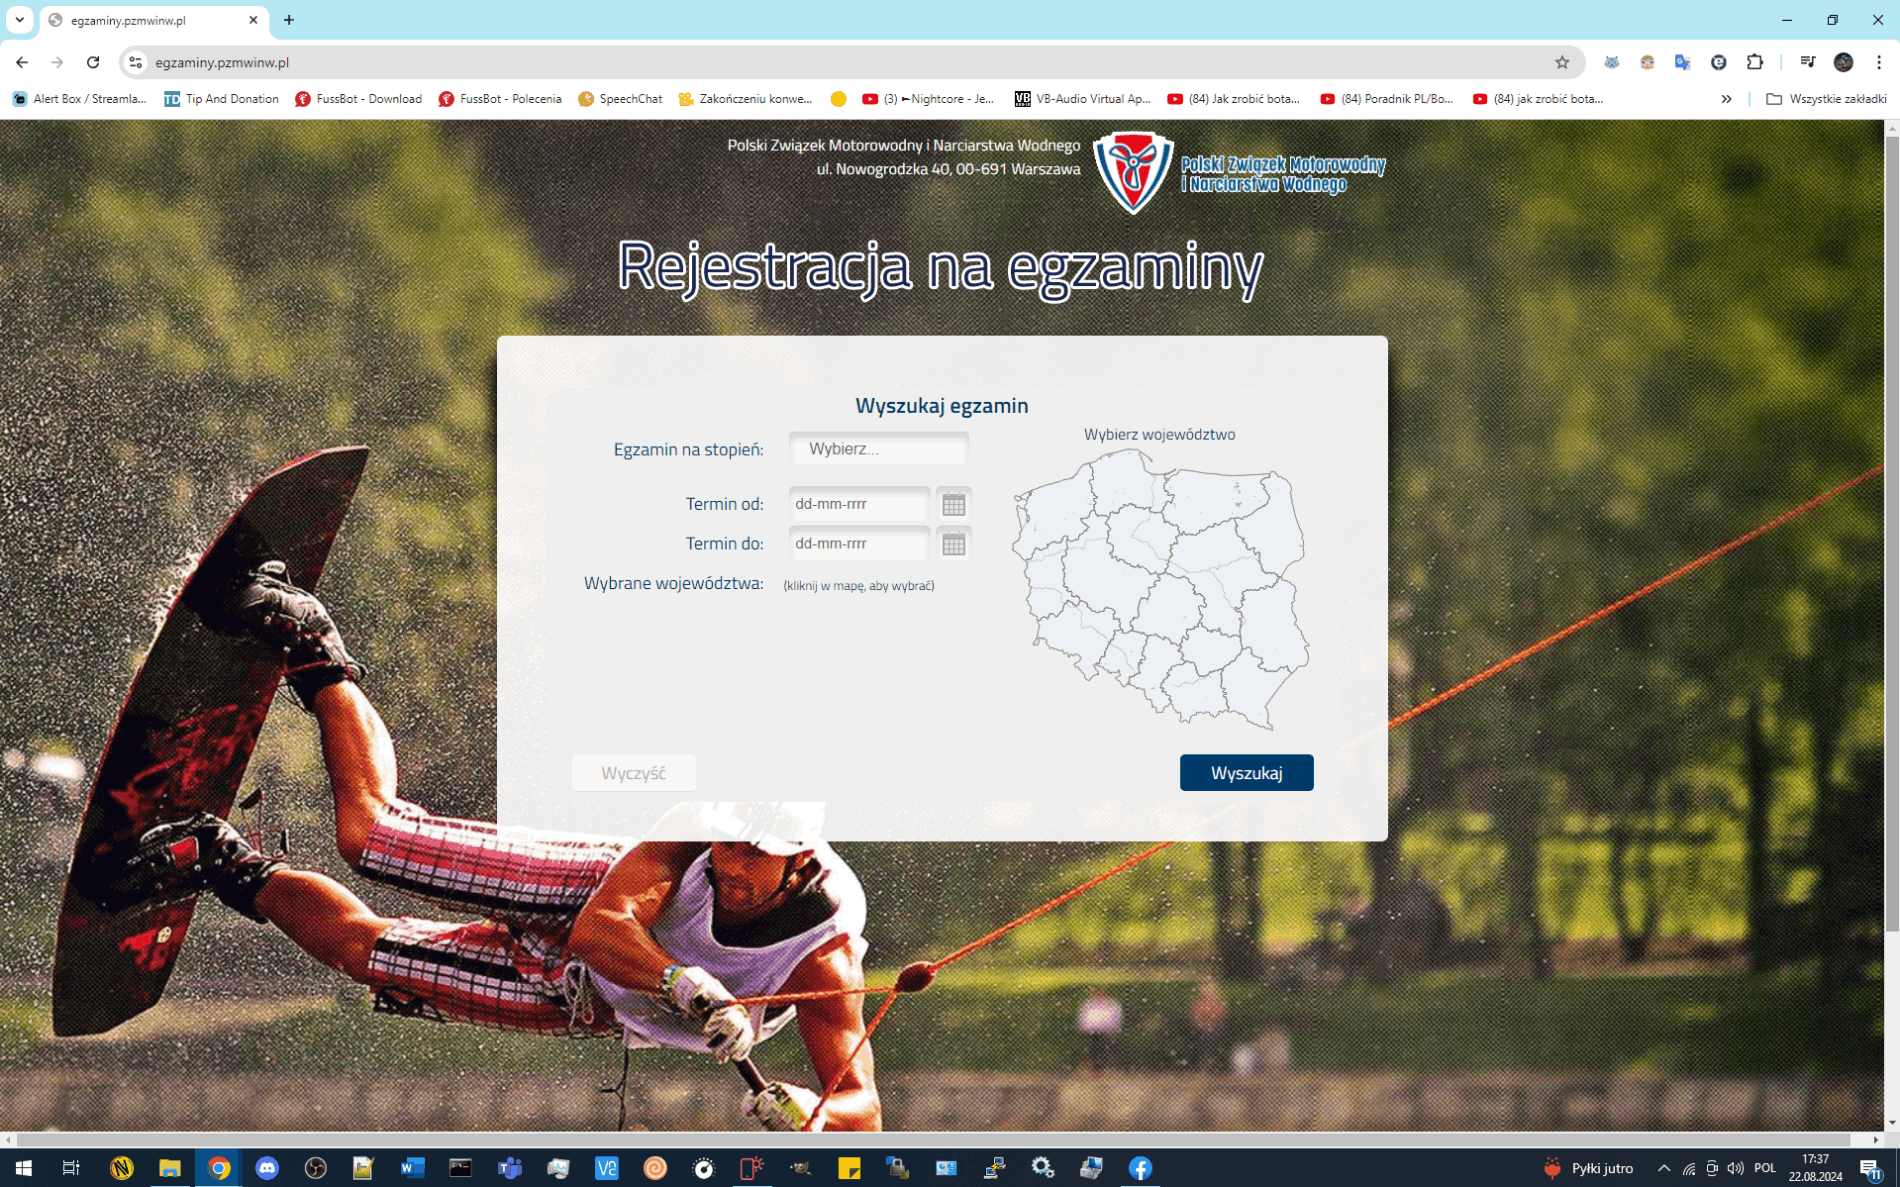 egzaminy.pzmwinw.pl
egzaminy.pzmwinw.pl
Alert Box / Streamla... Tip And Donation FussBot - Download FussBot - Polecenia SpeechChat Zakończeniu konwe... (3) ►Nightcore - Je... VB-Audio Virtual Ap... (84) Jak zrobić bota... (84) Poradnik PL/Bo... (84) jak zrobić bota... Wszystkie zakładki
Polski Związek Motorowodny i Narciarstwa Wodnego
ul. Nowogrodzka 40, 00-691 Warszawa
Polski Związek Motorowodny
i Narciarstwa Wodnego
Rejestracja na egzaminy
Wyszukaj egzamin
Wybierz województwo
Egzamin na stopień: Wybierz...
Termin od: dd-mm-rrrr
Termin do: dd-mm-rrrr
Wybrane województwa: (kliknij w mapę, aby wybrać)
Wyczyść Wyszukaj
Pyłki jutro POL 17:37
22.08.2024 11